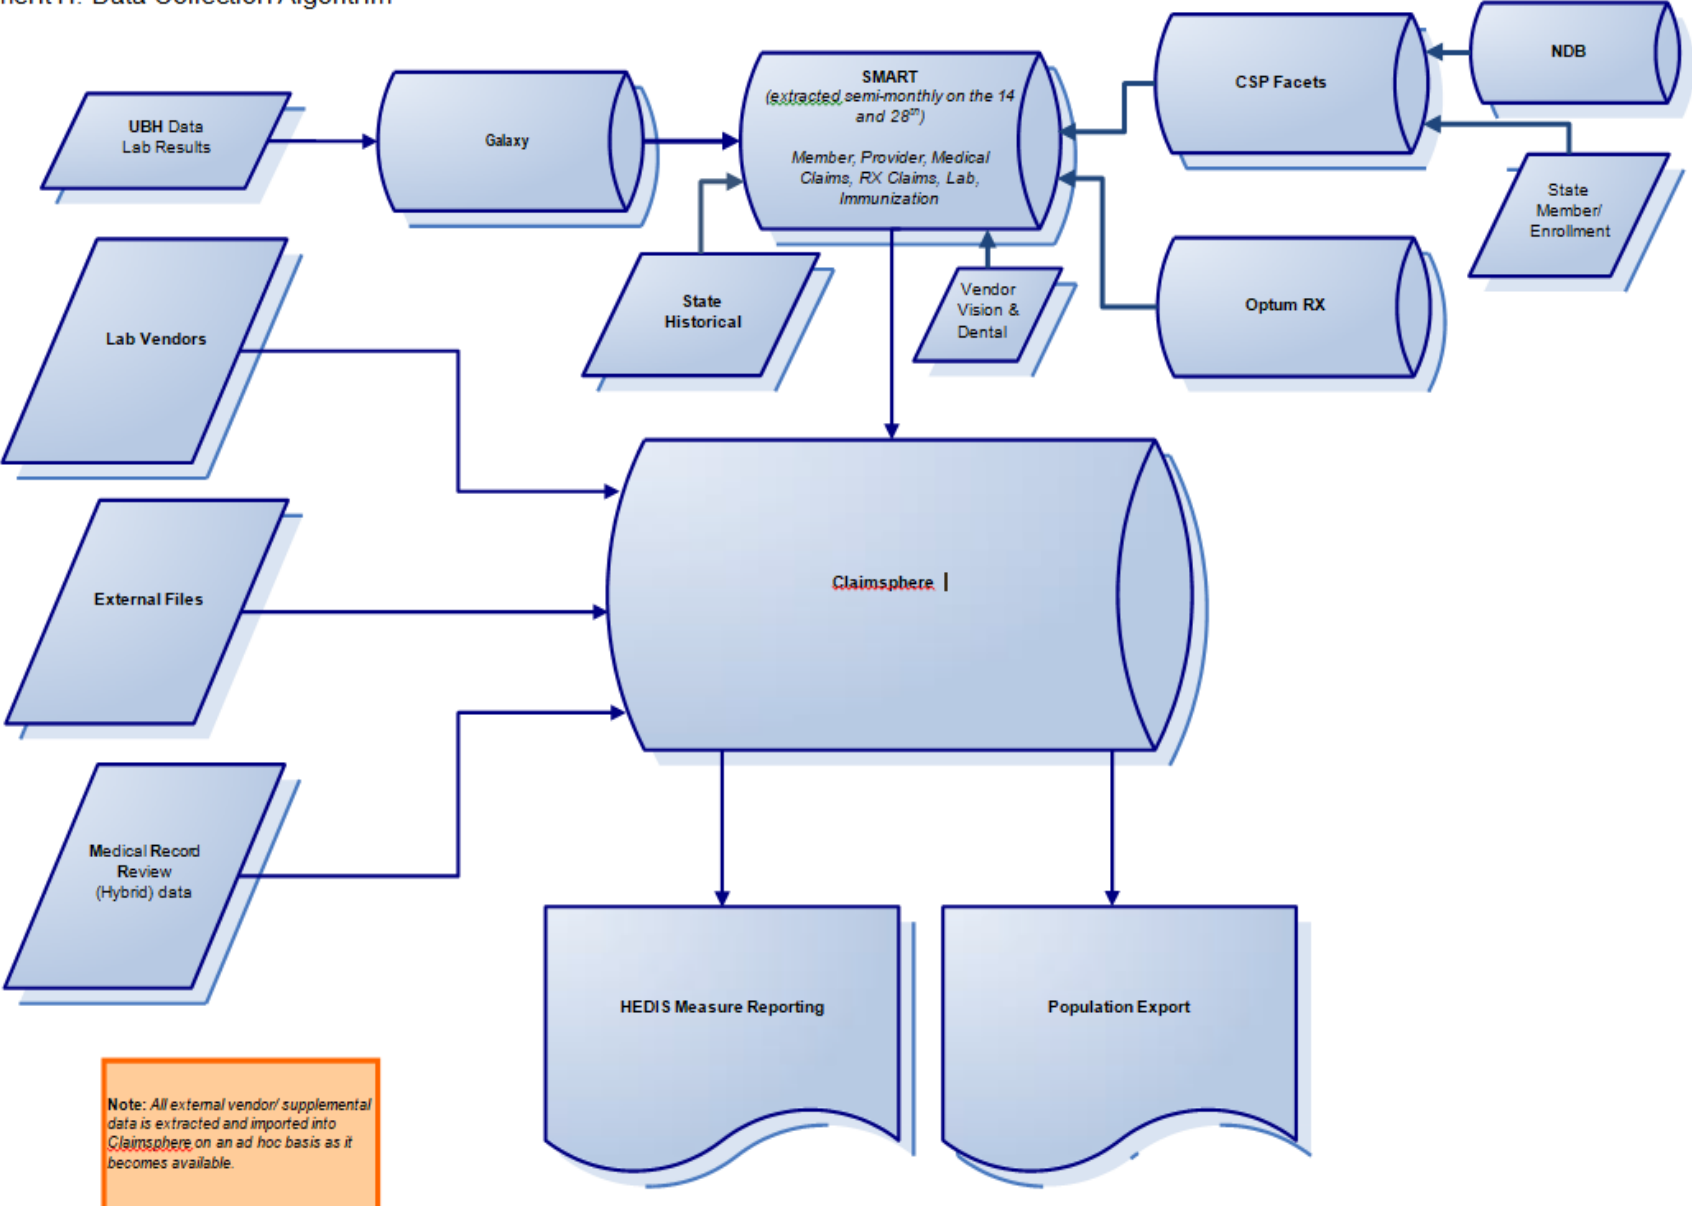 Data Collection Algorithm
NDB
SMART
(extracted semi-monthly on the 14
and 28th)
Member, Provider, Medical
Claims, RX Claims, Lab,
Immunization
CSP Facets
UBH Data
Lab Results
Galaxy
State
Member/
Enrollment
State
Historical
Vendor
Vision &
Dental
Optum RX
Lab Vendors
Claimsphere
External Files
Medical Record
Review
(Hybrid) data
HEDIS Measure Reporting
Population Export
Note: All external vendor/ supplemental
data is extracted and imported into
Claimsphere on an ad hoc basis as it
becomes available.